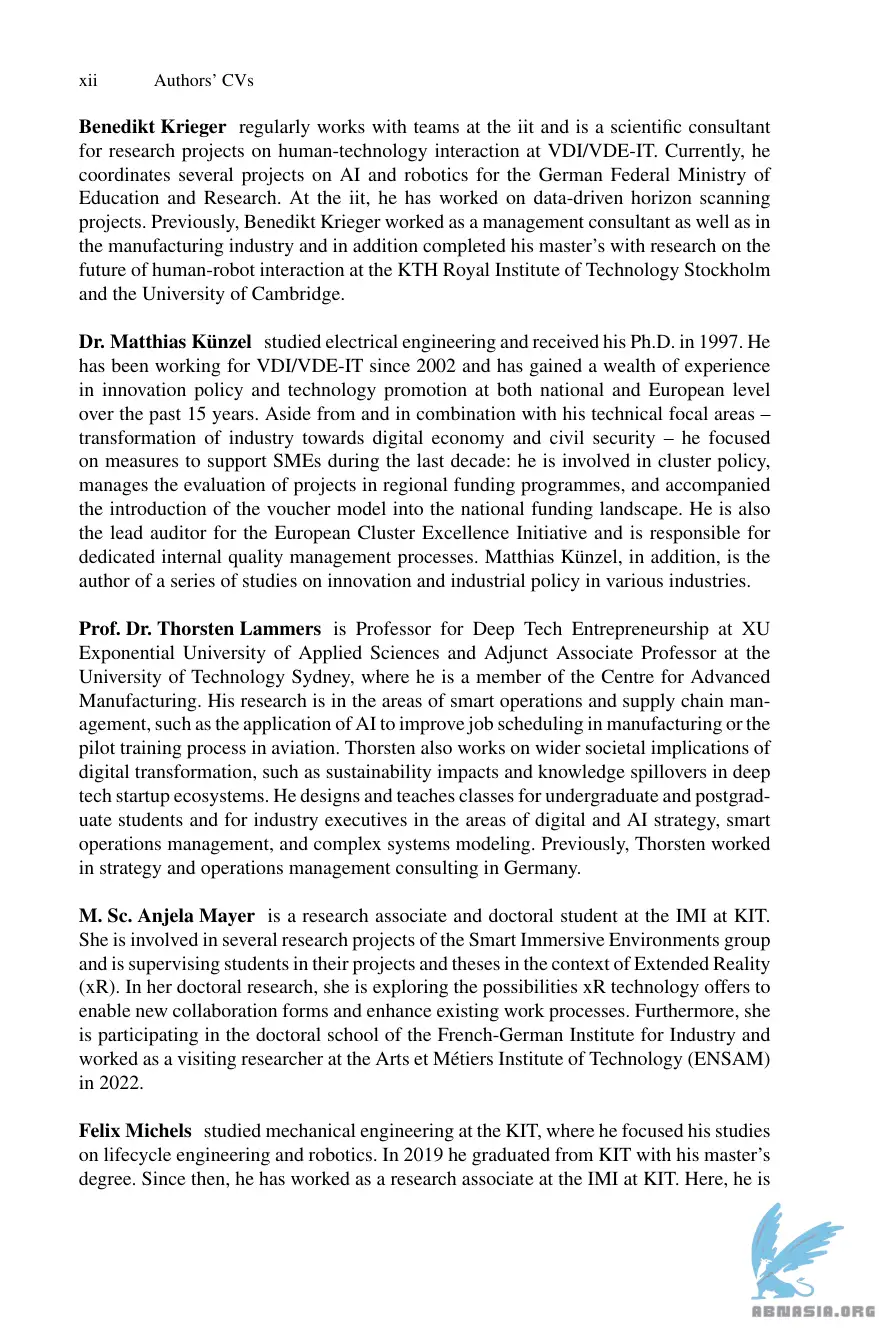 xii Authors' CVs
Benedikt Krieger regularly works with teams at the iit and is a scientific consultant
for research projects on human-technology interaction at VDI/VDE-IT. Currently, he
coordinates several projects on AI and robotics for the German Federal Ministry of
Education and Research. At the iit, he has worked on data-driven horizon scanning
projects. Previously, Benedikt Krieger worked as a management consultant as well as in
the manufacturing industry and in addition completed his master's with research on the
future of human-robot interaction at the KTH Royal Institute of Technology Stockholm
and the University of Cambridge.
Dr. Matthias Künzel studied electrical engineering and received his Ph.D. in 1997. He
has been working for VDI/VDE-IT since 2002 and has gained a wealth of experience
in innovation policy and technology promotion at both national and European level
over the past 15 years. Aside from and in combination with his technical focal areas –
transformation of industry towards digital economy and civil security – he focused
on measures to support SMEs during the last decade: he is involved in cluster policy,
manages the evaluation of projects in regional funding programmes, and accompanied
the introduction of the voucher model into the national funding landscape. He is also
the lead auditor for the European Cluster Excellence Initiative and is responsible for
dedicated internal quality management processes. Matthias Künzel, in addition, is the
author of a series of studies on innovation and industrial policy in various industries.
Prof. Dr. Thorsten Lammers is Professor for Deep Tech Entrepreneurship at XU
Exponential University of Applied Sciences and Adjunct Associate Professor at the
University of Technology Sydney, where he is a member of the Centre for Advanced
Manufacturing. His research is in the areas of smart operations and supply chain man-
agement, such as the application of AI to improve job scheduling in manufacturing or the
pilot training process in aviation. Thorsten also works on wider societal implications of
digital transformation, such as sustainability impacts and knowledge spillovers in deep
tech startup ecosystems. He designs and teaches classes for undergraduate and postgrad-
uate students and for industry executives in the areas of digital and AI strategy, smart
operations management, and complex systems modeling. Previously, Thorsten worked
in strategy and operations management consulting in Germany.
M. Sc. Anjela Mayer is a research associate and doctoral student at the IMI at KIT.
She is involved in several research projects of the Smart Immersive Environments group
and is supervising students in their projects and theses in the context of Extended Reality
(xR). In her doctoral research, she is exploring the possibilities xR technology offers to
enable new collaboration forms and enhance existing work processes. Furthermore, she
is participating in the doctoral school of the French-German Institute for Industry and
worked as a visiting researcher at the Arts et Métiers Institute of Technology (ENSAM)
in 2022.
Felix Michels studied mechanical engineering at the KIT, where he focused his studies
on lifecycle engineering and robotics. In 2019 he graduated from KIT with his master's
degree. Since then, he has worked as a research associate at the IMI at KIT. Here, he is
ABNASIA.ORG